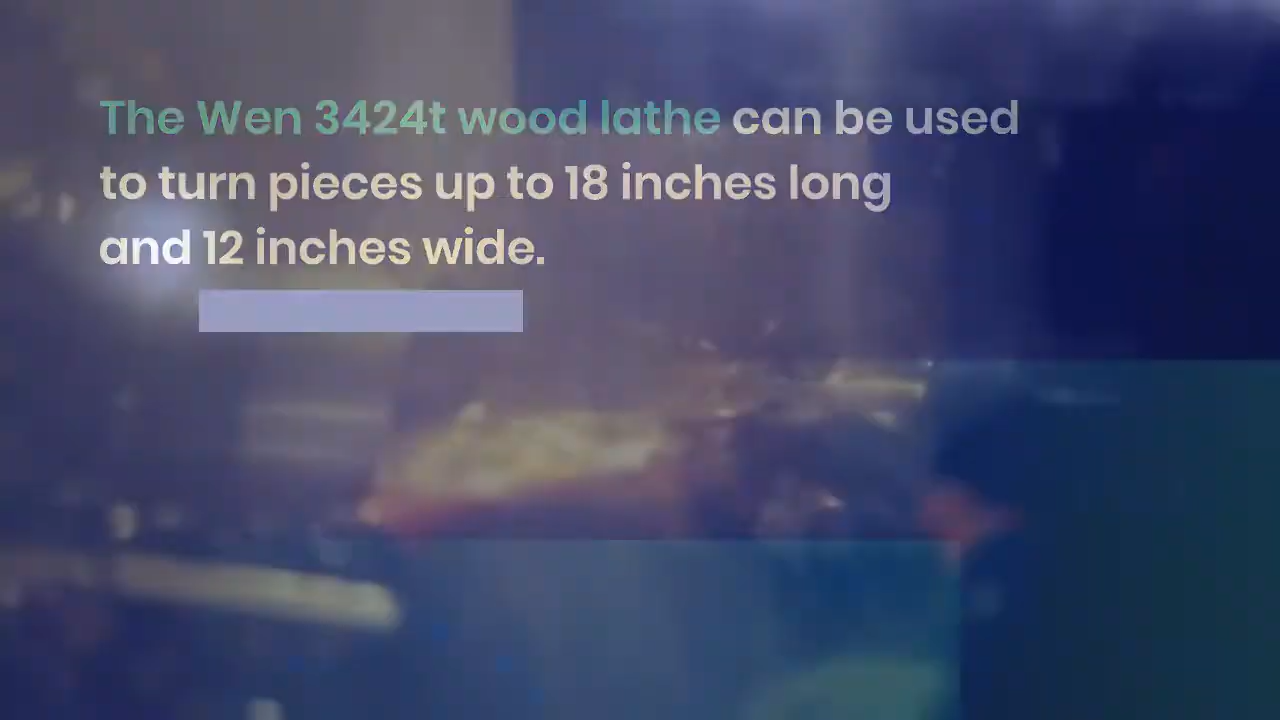 The Wen 3424t wood lathe can be used
to turn pieces up to 18 inches long
and 12 inches wide.